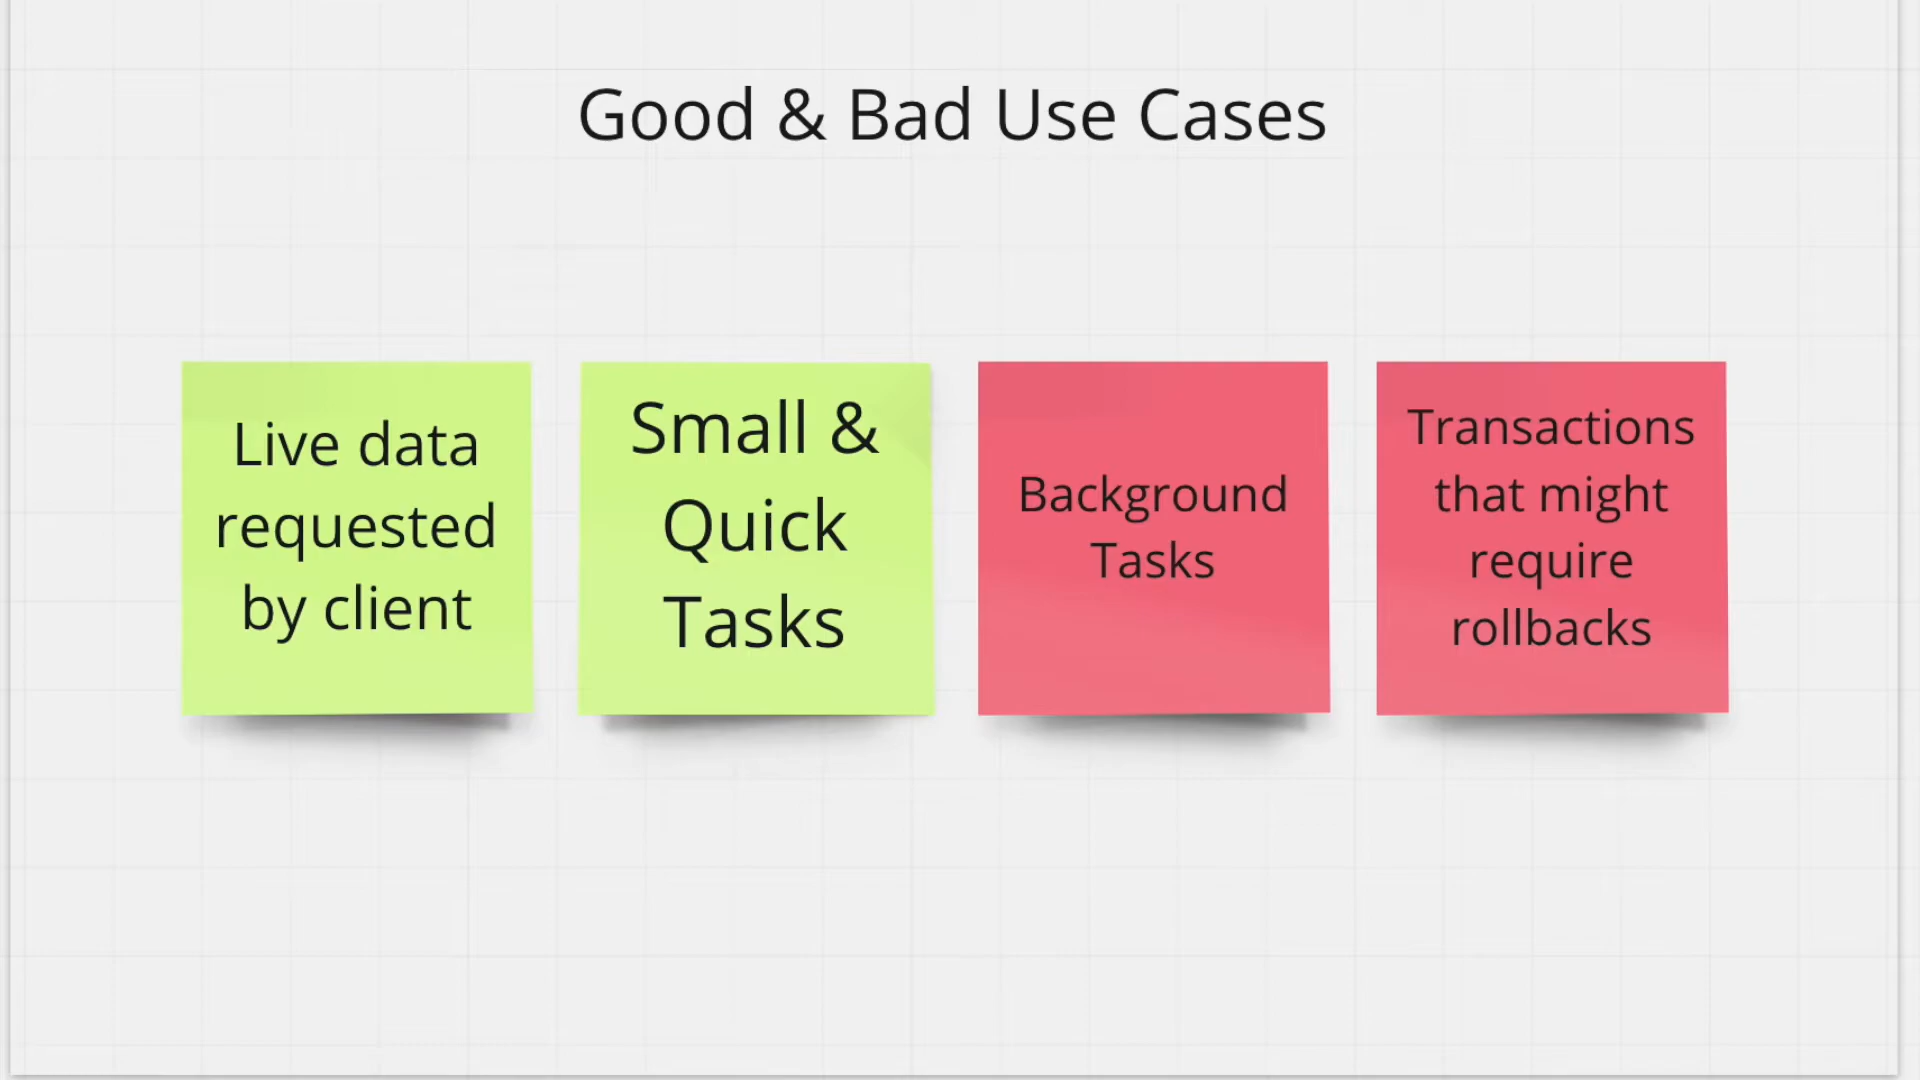 Good & Bad Use Cases
Live data
requested
by client
Small &
Quick
Tasks
Background
Tasks
Transactions
that might
require
rollbacks